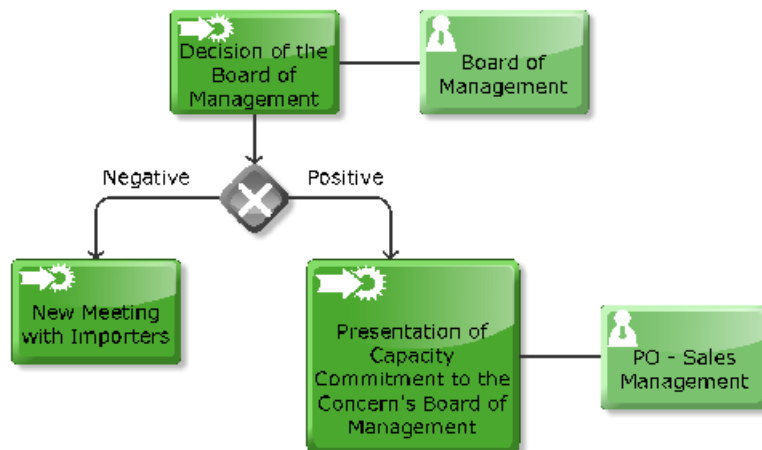 Decision of the
Board of
Management
Board of
Management
Negative
Positive
New Meeting
with Importers
Presentation of
Capacity
Commitment to the
Concern's Board of
Management
PO - Sales
Management